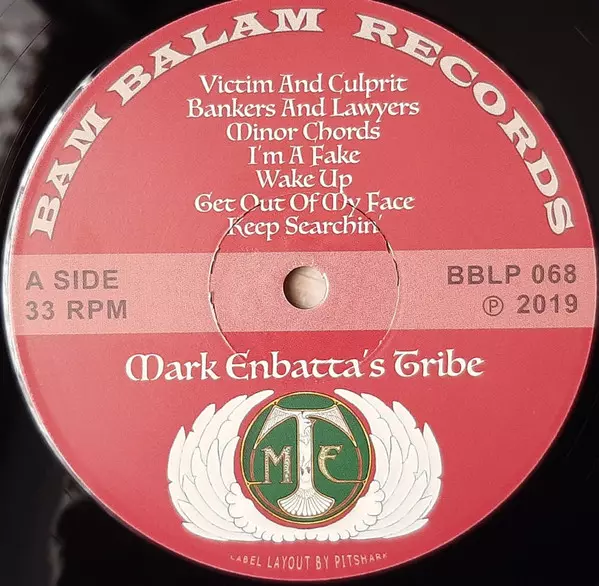 BAM BALAM RECORDS
Victim And Culprit
Bankers And Lawyers
Minor Chords
I'm A Fake
Wake Up
Get Out Of My Face
Keep Searchin'
A SIDE
33 RPM
BBLP 068
℗ 2019
Mark Enbatta's Tribe
M T E
LABEL LAYOUT BY PITSHARK